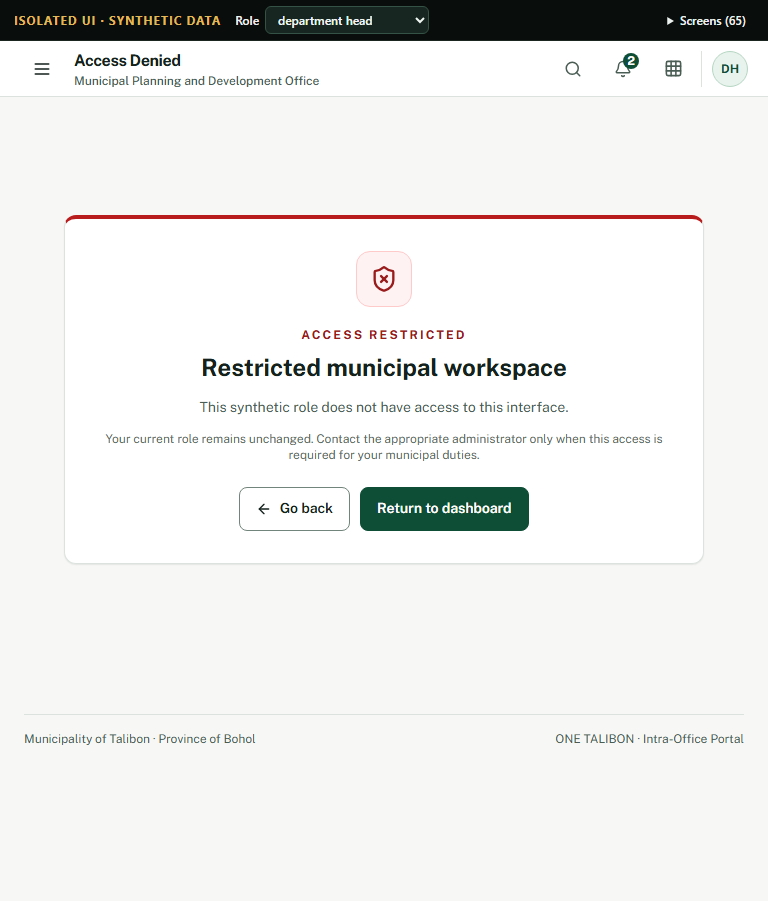 ISOLATED UI · SYNTHETIC DATA Role department head Screens (65)
Access Denied
Municipal Planning and Development Office
2
DH
ACCESS RESTRICTED
Restricted municipal workspace
This synthetic role does not have access to this interface.
Your current role remains unchanged. Contact the appropriate administrator only when this access is
required for your municipal duties.
Go back Return to dashboard
Municipality of Talibon · Province of Bohol ONE TALIBON · Intra-Office Portal